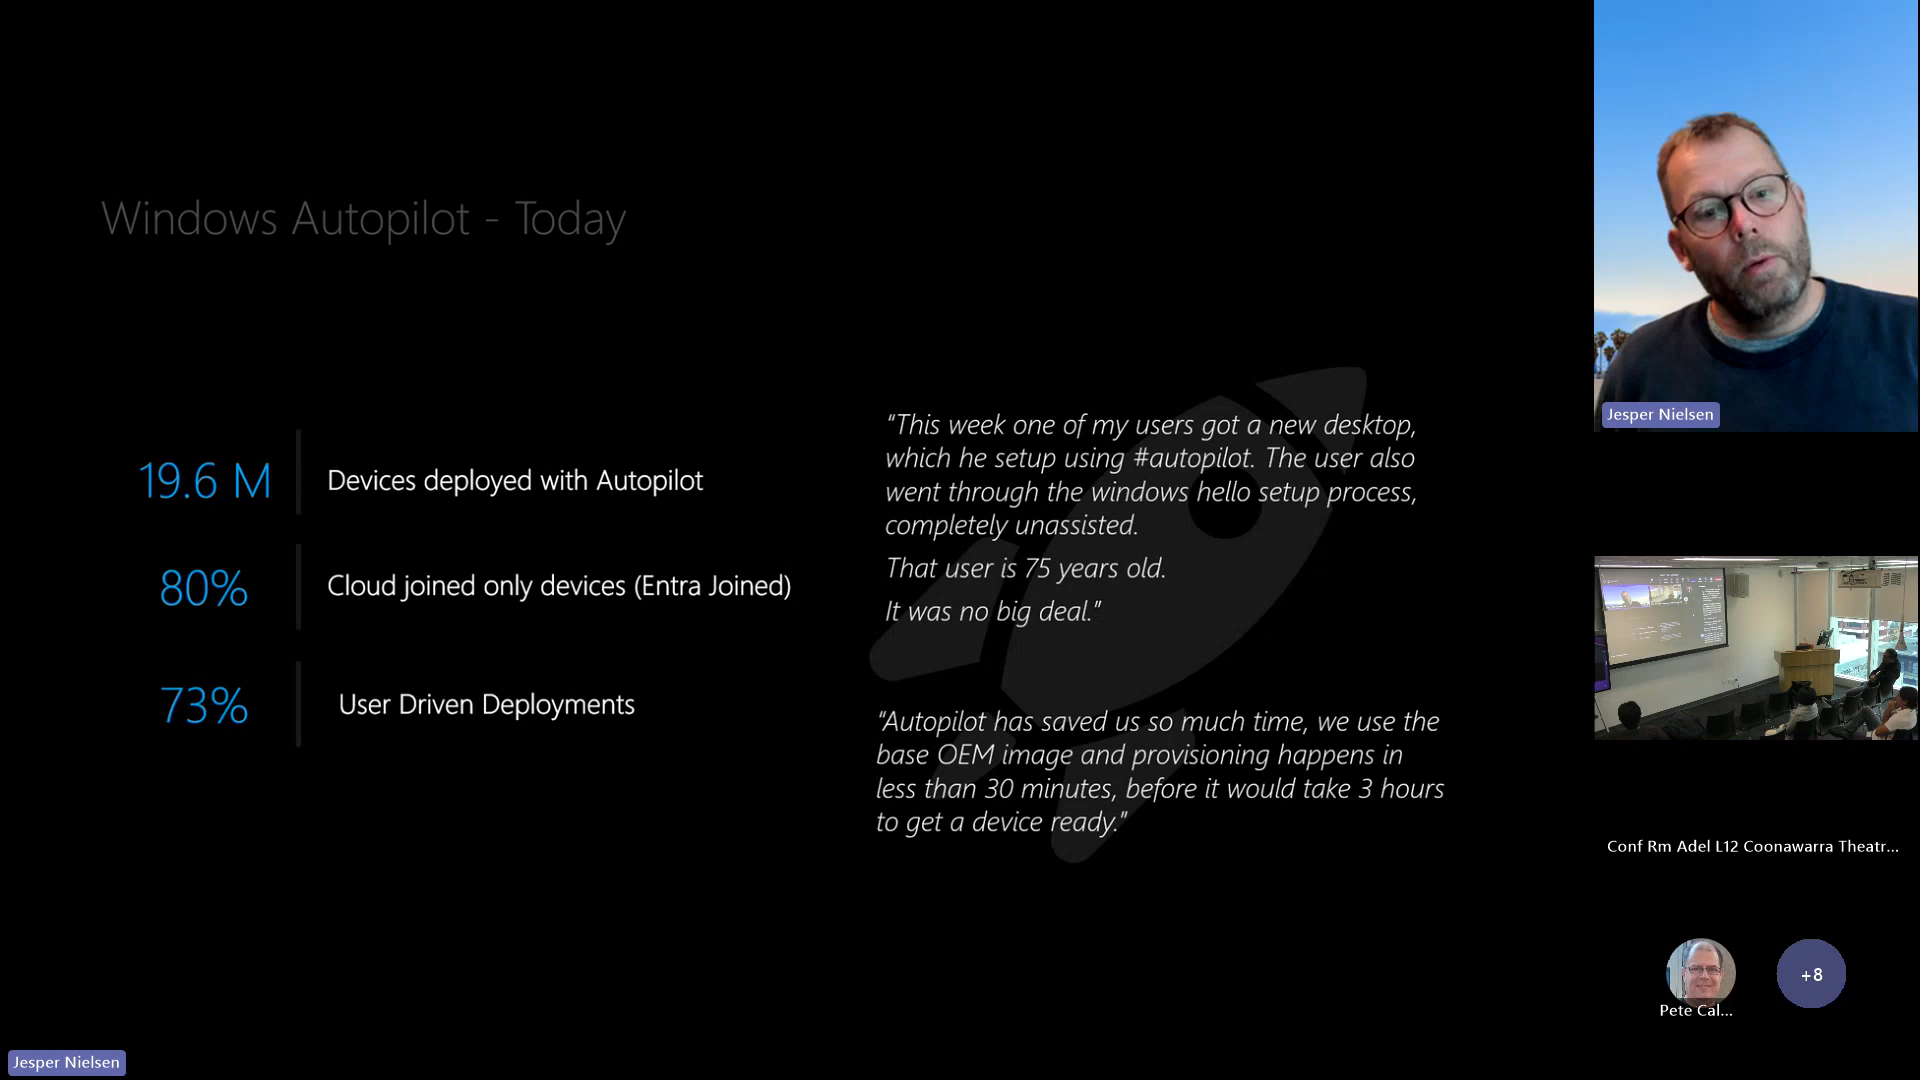 Windows Autopilot - Today
19.6 M
Devices deployed with Autopilot
80%
Cloud joined only devices (Entra Joined)
73%
User Driven Deployments
"This week one of my users got a new desktop,
which he setup using #autopilot. The user also
went through the windows hello setup process,
completely unassisted.
That user is 75 years old.
It was no big deal."
"Autopilot has saved us so much time, we use the
base OEM image and provisioning happens in
less than 30 minutes, before it would take 3 hours
to get a device ready."
Jesper Nielsen
Conf Rm Adel L12 Coonawarra Theatr...
Pete Cal...
+8
Jesper Nielsen